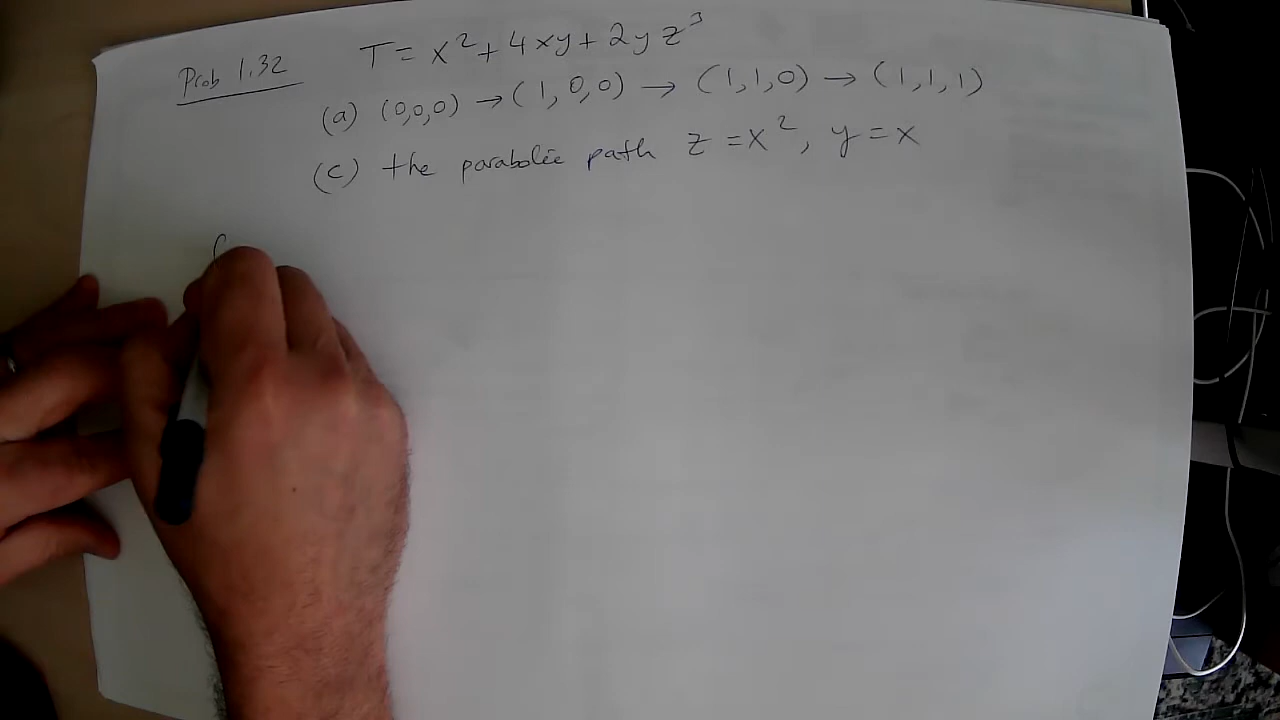 Prob 1.32 T = x² + 4xy + 2yz³
(a) (0,0,0) → (1,0,0) → (1,1,0) → (1,1,1)
(c) the parabolic path z = x², y = x
(